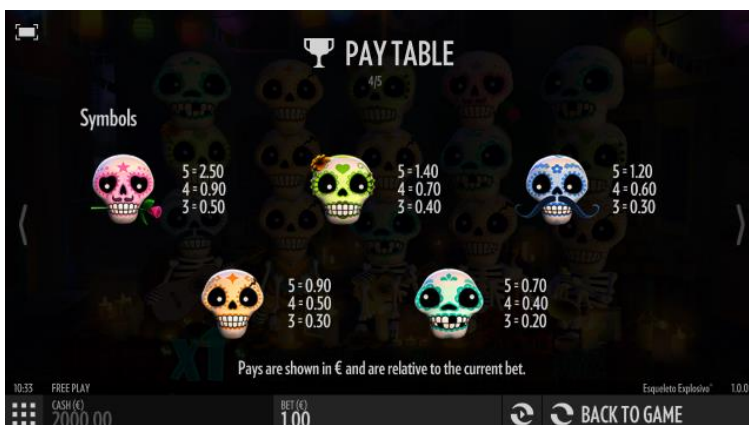 PAY TABLE
4/5
Symbols
5 = 2.50
4 = 0.90
3 = 0.50
5 = 1.40
4 = 0.70
3 = 0.40
5 = 1.20
4 = 0.60
3 = 0.30
5 = 0.90
4 = 0.50
3 = 0.30
5 = 0.70
4 = 0.40
3 = 0.20
x1
Pays are shown in € and are relative to the current bet.
10:33 FREE PLAY Esqueleto Explosivo 1.0.0
CASH (€)
2000.00
BET (€)
1.00
BACK TO GAME